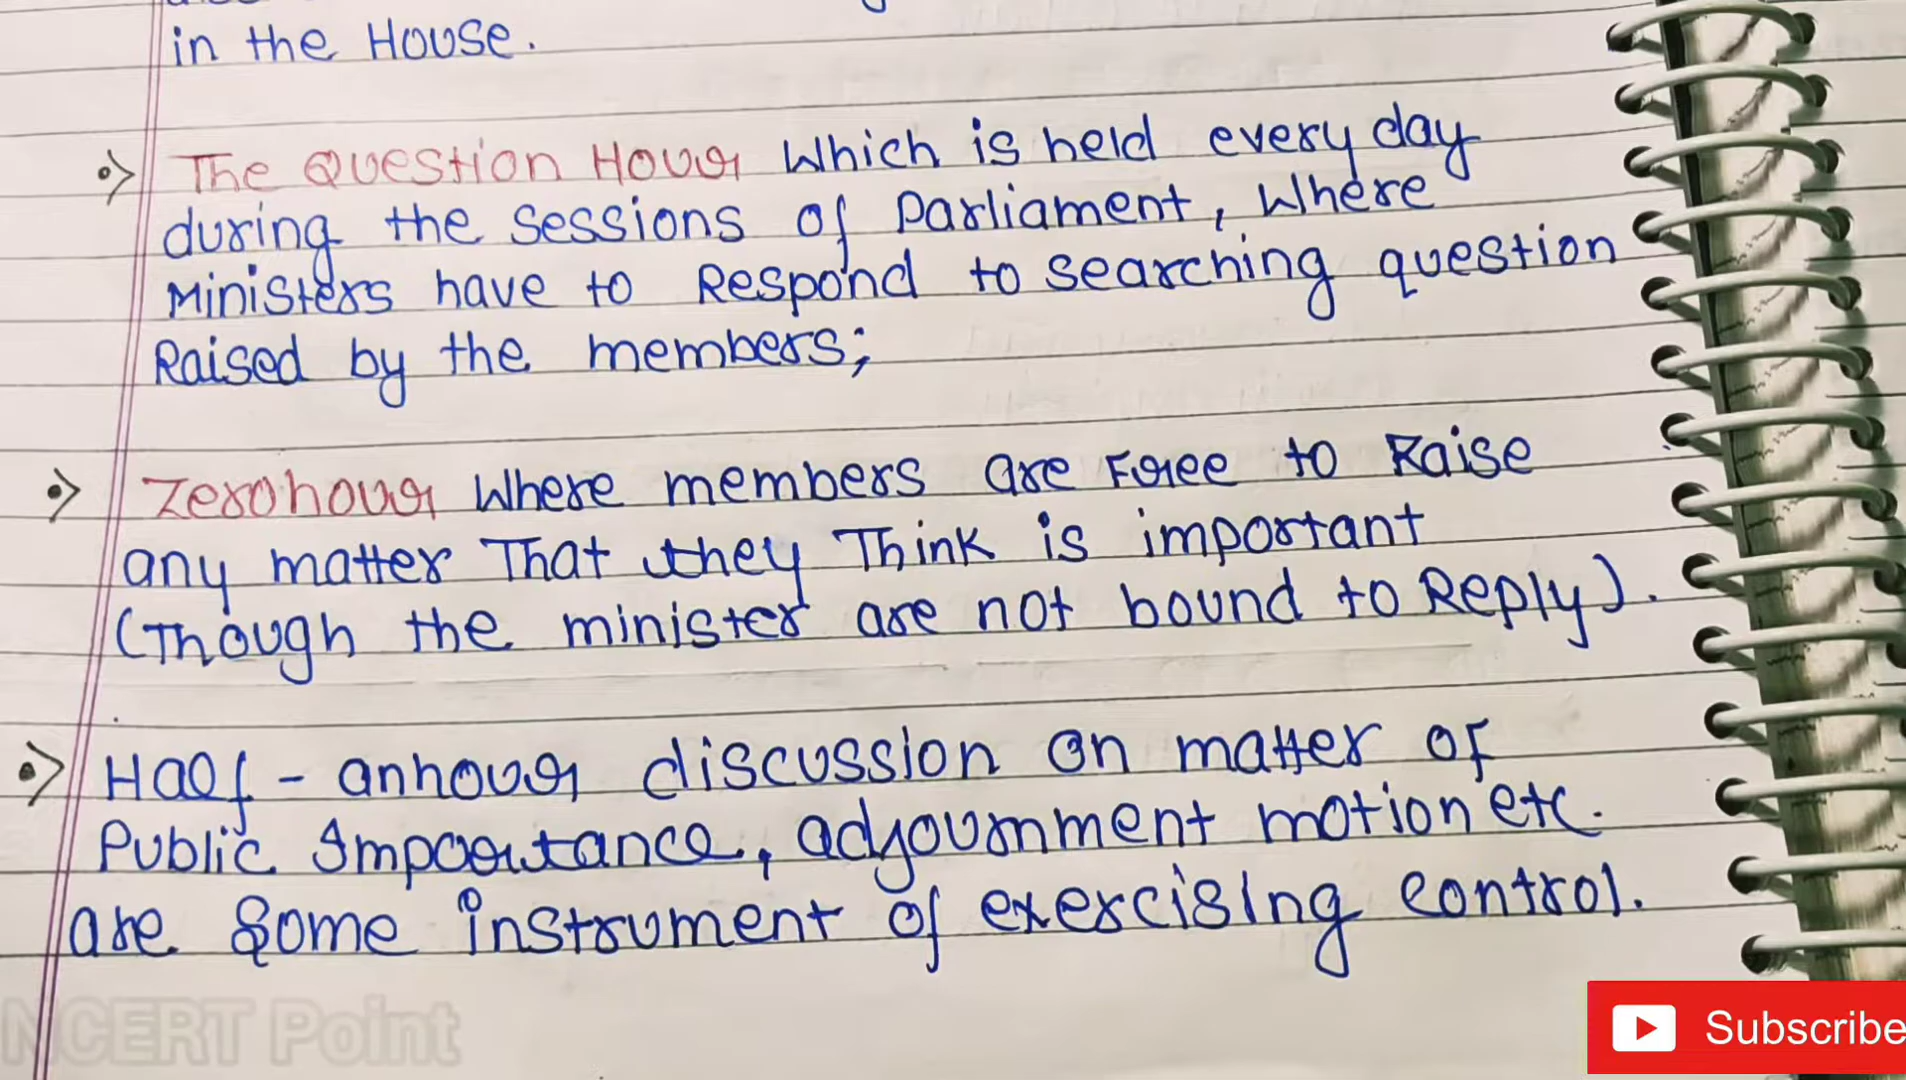 in the House.
The Question Hour Which is held every day
during the sessions of Parliament, Where
Ministers have to Respond to searching question
Raised by the members;
Zero hour Where members are Free to Raise
any matter That they Think is important
(Though the minister are not bound to Reply).
Half - anhour discussion on matter of
Public Impoortance, adjournment motion etc.
are Some instrument of exercising control.
NCERT Point
Subscribe